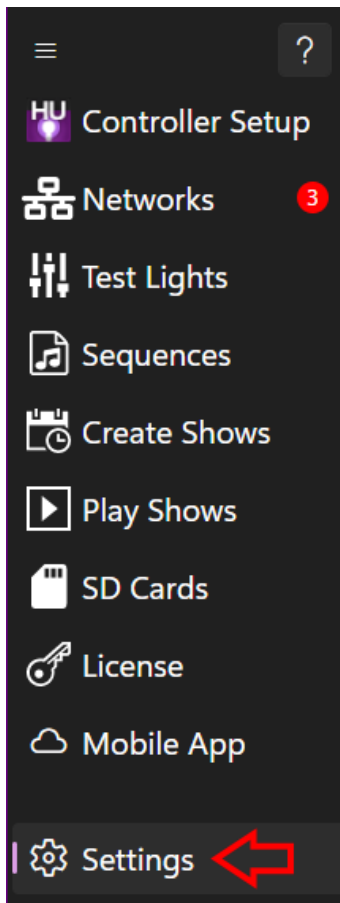 ?
HU
Controller Setup
Networks
3
Test Lights
Sequences
Create Shows
Play Shows
SD Cards
License
Mobile App
Settings